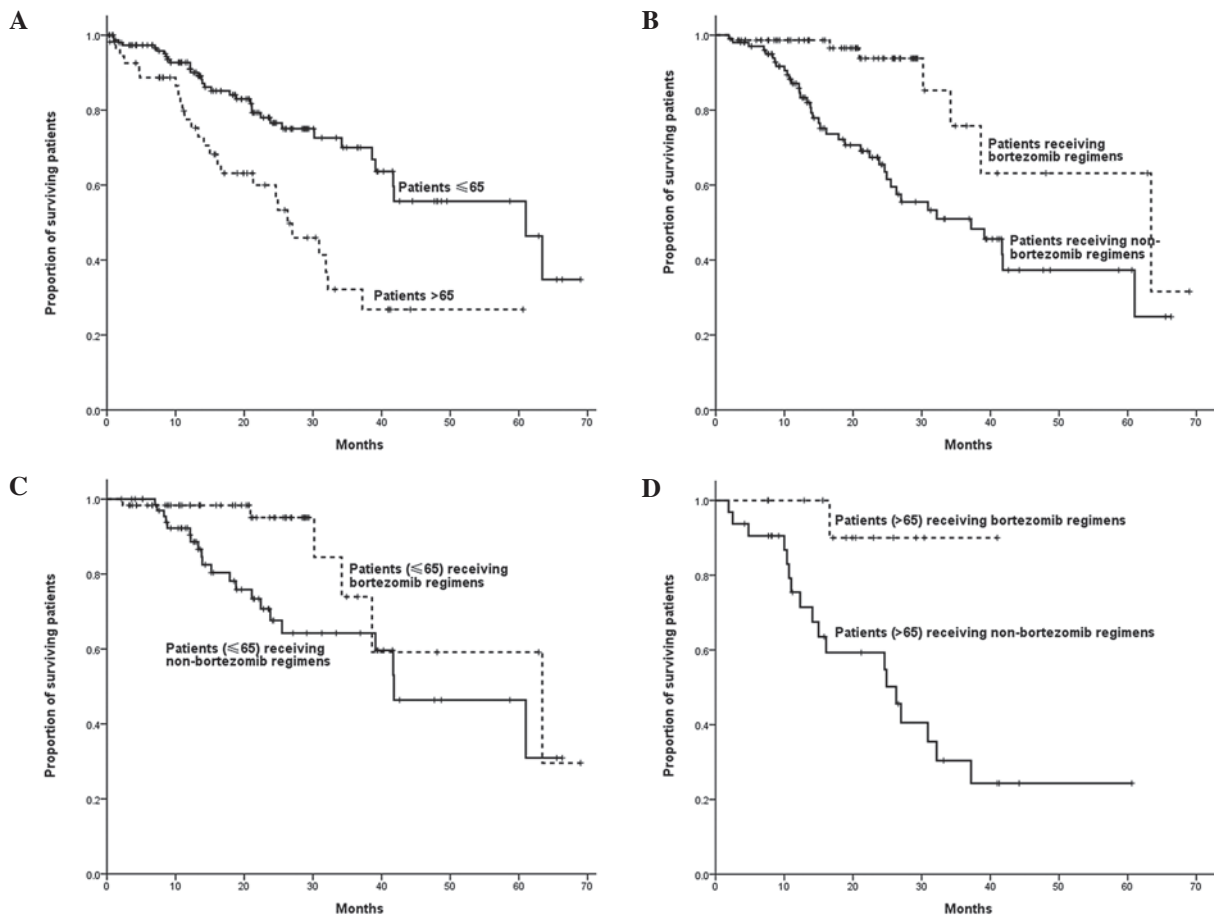 A
Proportion of surviving patients
1.0
0.8
0.6
0.4
0.2
0.0
Patients ≤65
Patients >65
0 10 20 30 40 50 60 70
Months
B
Proportion of surviving patients
1.0
0.8
0.6
0.4
0.2
0.0
Patients receiving
bortezomib regimens
Patients receiving non-
bortezomib regimens
0 10 20 30 40 50 60 70
Months
C
Proportion of surviving patients
1.0
0.8
0.6
0.4
0.2
0.0
Patients (≤65) receiving
bortezomib regimens
Patients (≤65) receiving
non-bortezomib regimens
0 10 20 30 40 50 60 70
Months
D
Proportion of surviving patients
1.0
0.8
0.6
0.4
0.2
0.0
Patients (>65) receiving bortezomib regimens
Patients (>65) receiving non-bortezomib regimens
0 10 20 30 40 50 60 70
Months